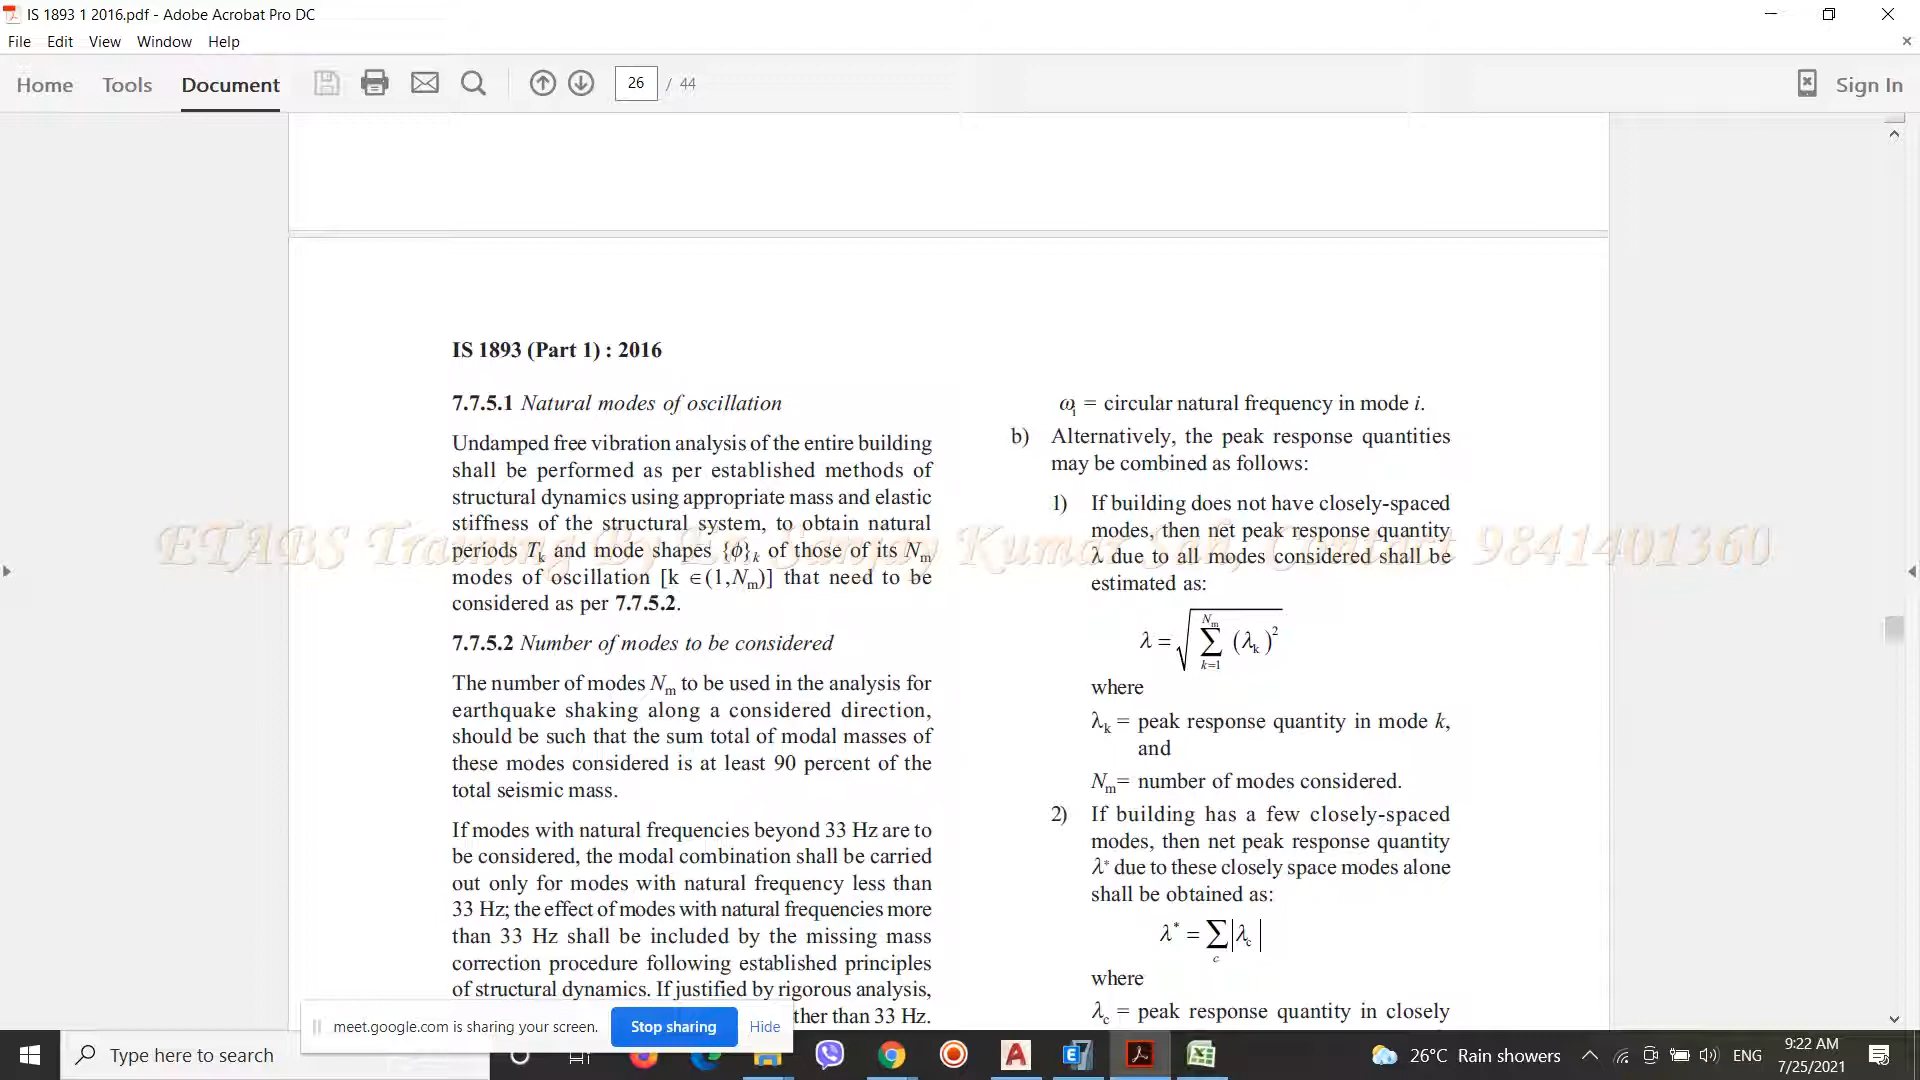 IS 1893 1 2016.pdf - Adobe Acrobat Pro DC
File Edit View Window Help
Home Tools Document 26 / 44 Sign In
IS 1893 (Part 1) : 2016
7.7.5.1 Natural modes of oscillation
Undamped free vibration analysis of the entire building
shall be performed as per established methods of
structural dynamics using appropriate mass and elastic
stiffness of the structural system, to obtain natural
periods Tk and mode shapes {ϕ}k of those of its Nm
modes of oscillation [k ∈(1,Nm)] that need to be
considered as per 7.7.5.2.
7.7.5.2 Number of modes to be considered
The number of modes Nm to be used in the analysis for
earthquake shaking along a considered direction,
should be such that the sum total of modal masses of
these modes considered is at least 90 percent of the
total seismic mass.
If modes with natural frequencies beyond 33 Hz are to
be considered, the modal combination shall be carried
out only for modes with natural frequency less than
33 Hz; the effect of modes with natural frequencies more
than 33 Hz shall be included by the missing mass
correction procedure following established principles
of structural dynamics. If justified by rigorous analysis,
ther than 33 Hz.
ωi = circular natural frequency in mode i.
b) Alternatively, the peak response quantities
may be combined as follows:
1) If building does not have closely-spaced
modes, then net peak response quantity
λ due to all modes considered shall be
estimated as:
λ = √ Nm ∑ k=1 (λk)2
where
λk = peak response quantity in mode k,
and
Nm= number of modes considered.
2) If building has a few closely-spaced
modes, then net peak response quantity
λ* due to these closely space modes alone
shall be obtained as:
λ* = ∑ c |λc|
where
λc = peak response quantity in closely
ETABS Training By Er. Sanjay Kumar Sah, Contact 9841401360
meet.google.com is sharing your screen. Stop sharing Hide
Type here to search
26°C Rain showers ENG
9:22 AM
7/25/2021